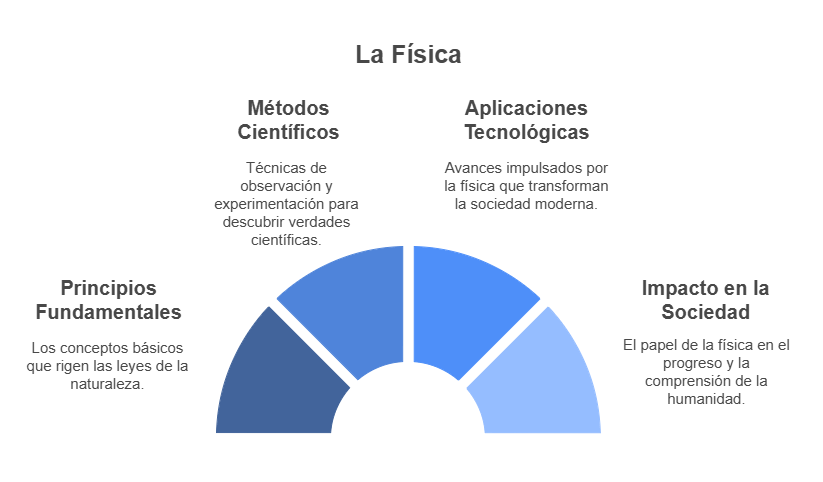 La Física
Métodos
Científicos
Técnicas de
observación y
experimentación para
descubrir verdades
científicas.
Aplicaciones
Tecnológicas
Avances impulsados por
la física que transforman
la sociedad moderna.
Principios
Fundamentales
Los conceptos básicos
que rigen las leyes de la
naturaleza.
Impacto en la
Sociedad
El papel de la física en el
progreso y la
comprensión de la
humanidad.